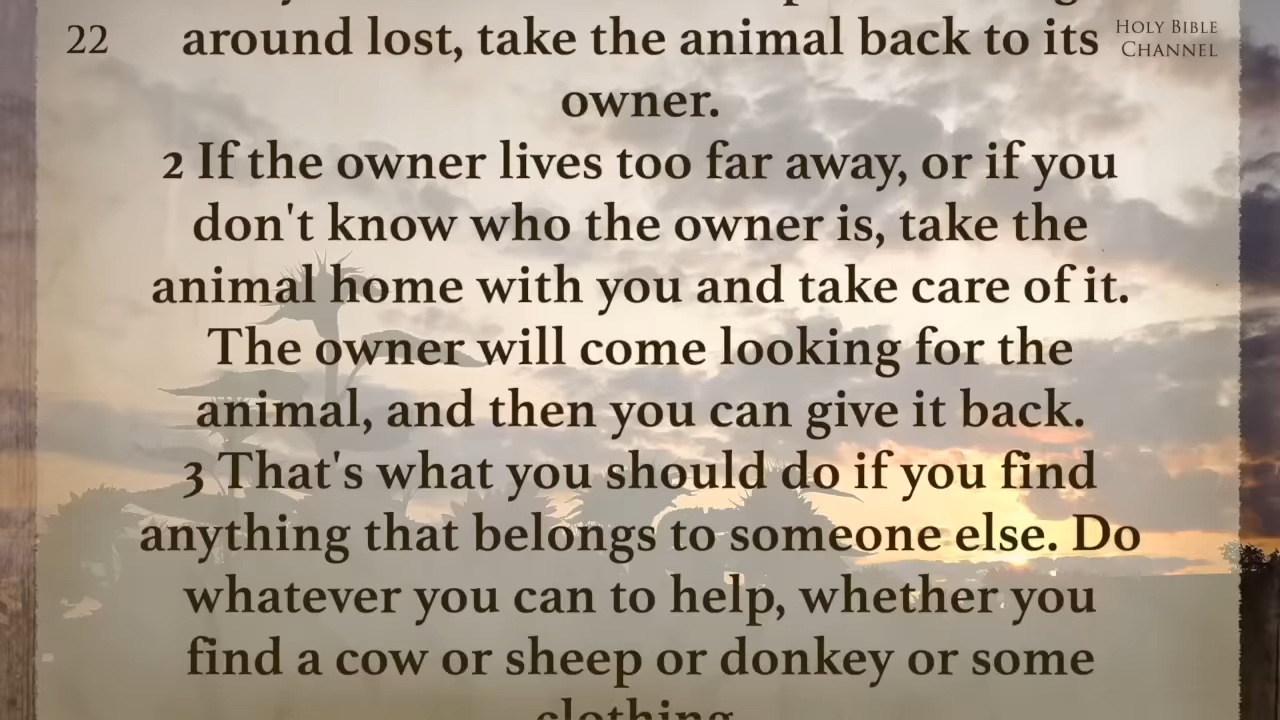 22
around lost, take the animal back to its
HOLY BIBLE
CHANNEL
owner.
2 If the owner lives too far away, or if you
don't know who the owner is, take the
animal home with you and take care of it.
The owner will come looking for the
animal, and then you can give it back.
3 That's what you should do if you find
anything that belongs to someone else. Do
whatever you can to help, whether you
find a cow or sheep or donkey or some
clothing.